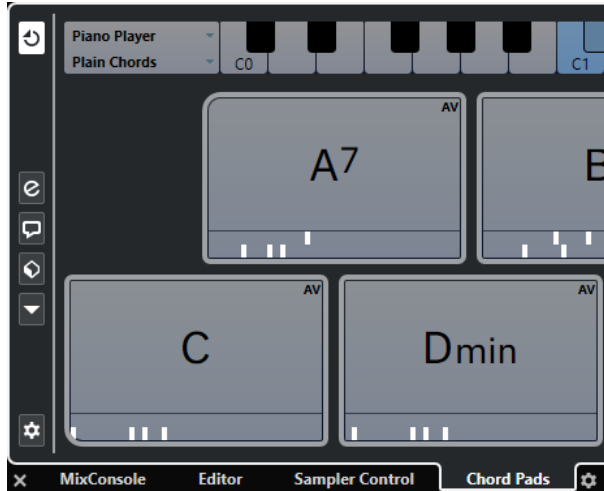 Piano Player
Plain Chords
C0
C1
AV
A7
B
AV
C
AV
Dmin
MixConsole
Editor
Sampler Control
Chord Pads